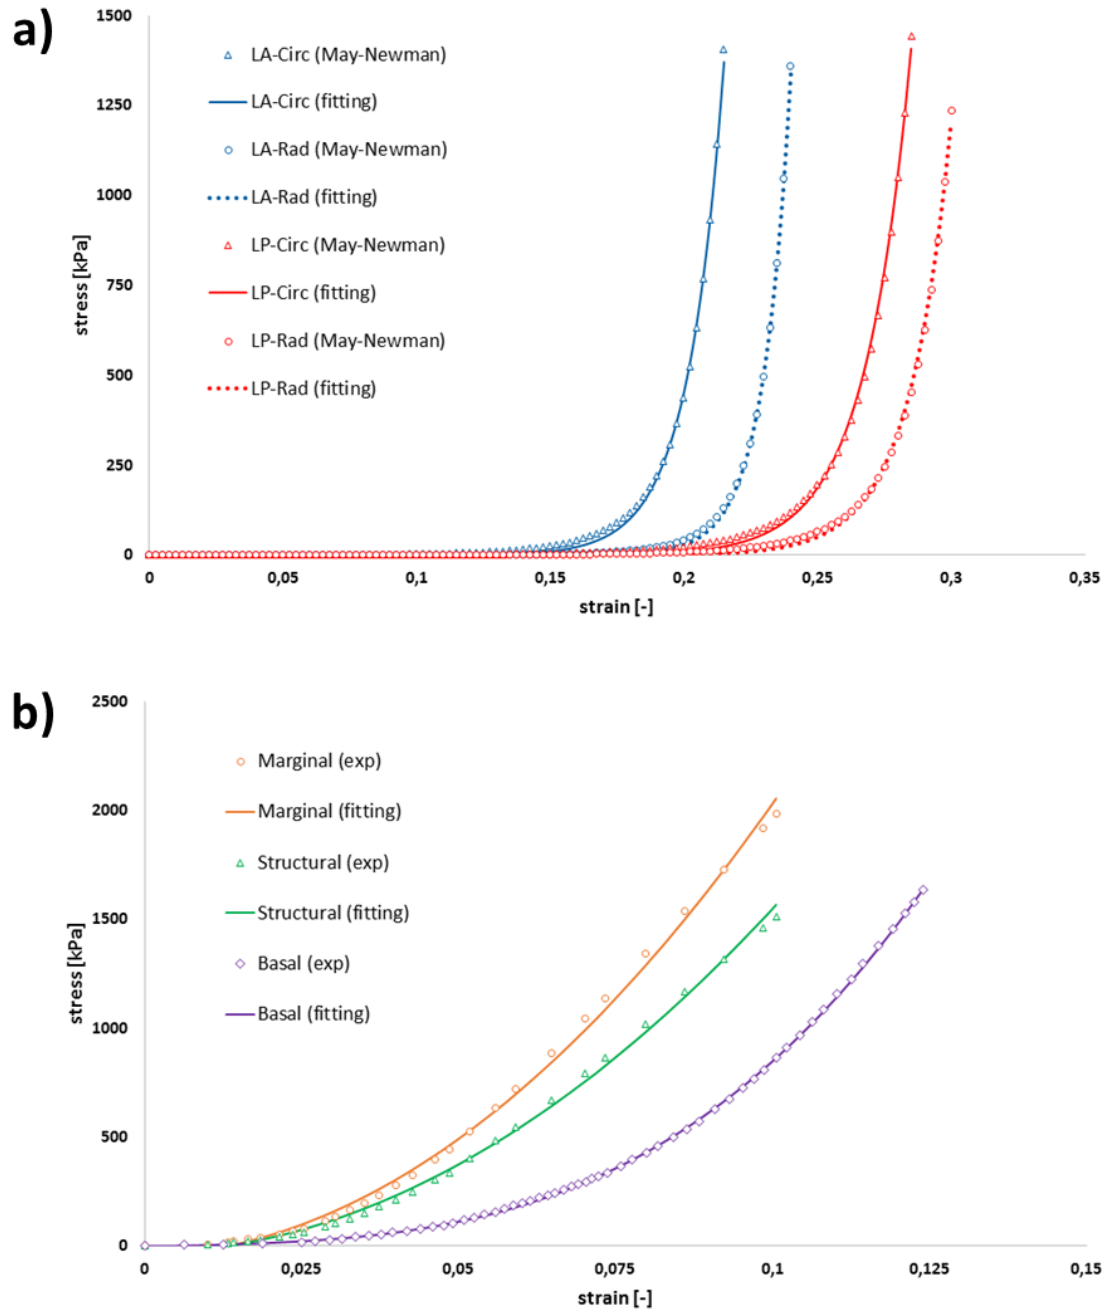 a)
1500
1250
1000
750
500
250
0
stress [kPa]
LA-Circ (May-Newman)
LA-Circ (fitting)
LA-Rad (May-Newman)
LA-Rad (fitting)
LP-Circ (May-Newman)
LP-Circ (fitting)
LP-Rad (May-Newman)
LP-Rad (fitting)
0 0,05 0,1 0,15 0,2 0,25 0,3 0,35
strain [-]
b)
2500
2000
1500
1000
500
0
stress [kPa]
Marginal (exp)
Marginal (fitting)
Structural (exp)
Structural (fitting)
Basal (exp)
Basal (fitting)
0 0,025 0,05 0,075 0,1 0,125 0,15
strain [-]